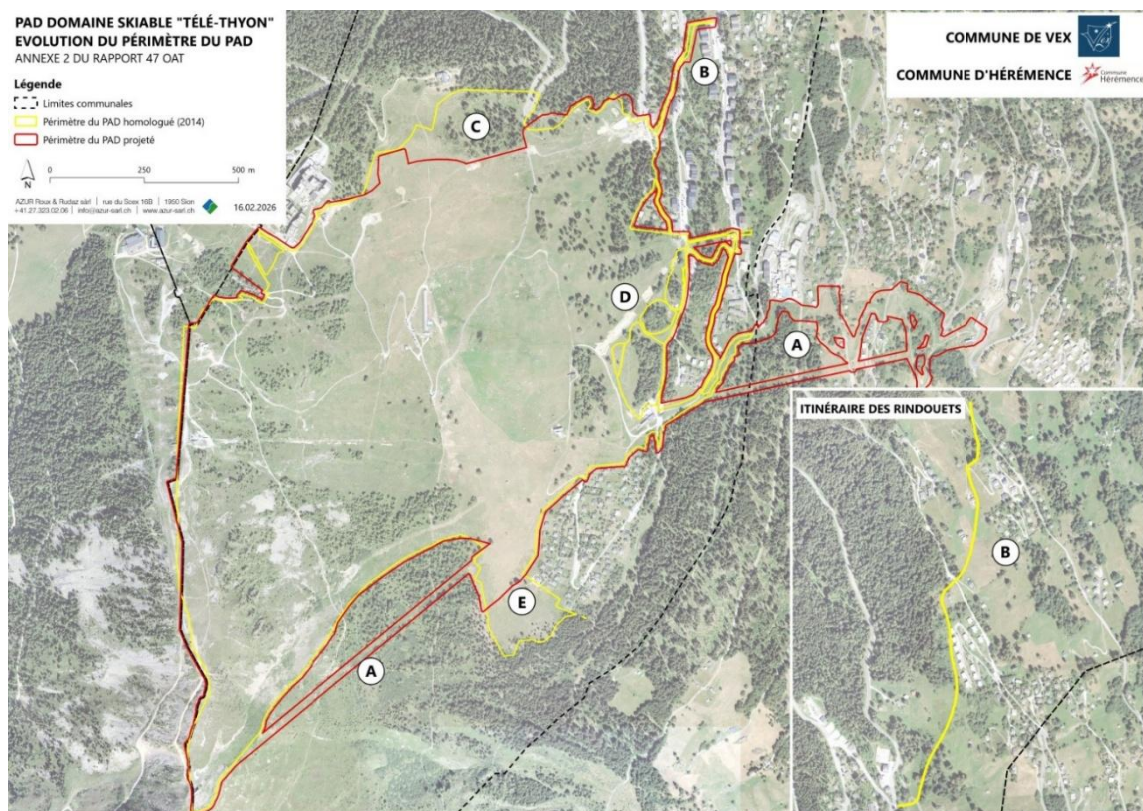 PAD DOMAINE SKIABLE "TÉLÉ-THYON"
EVOLUTION DU PÉRIMÈTRE DU PAD
ANNEXE 2 DU RAPPORT 47 OAT
Légende
Limites communales
Périmètre du PAD homologué (2014)
Périmètre du PAD projeté
N
0 250 500 m
AZUR Roux & Rudaz sàrl | rue du Scex 16B | 1950 Sion
+41.27.323.02.06 | info@azur-sarl.ch | www.azur-sarl.ch
16.02.2026
COMMUNE DE VEX
Vex
COMMUNE D'HÉRÉMENCE
Commune
Hérémence
B
C
D
A
A
E
ITINÉRAIRE DES RINDOUETS
B